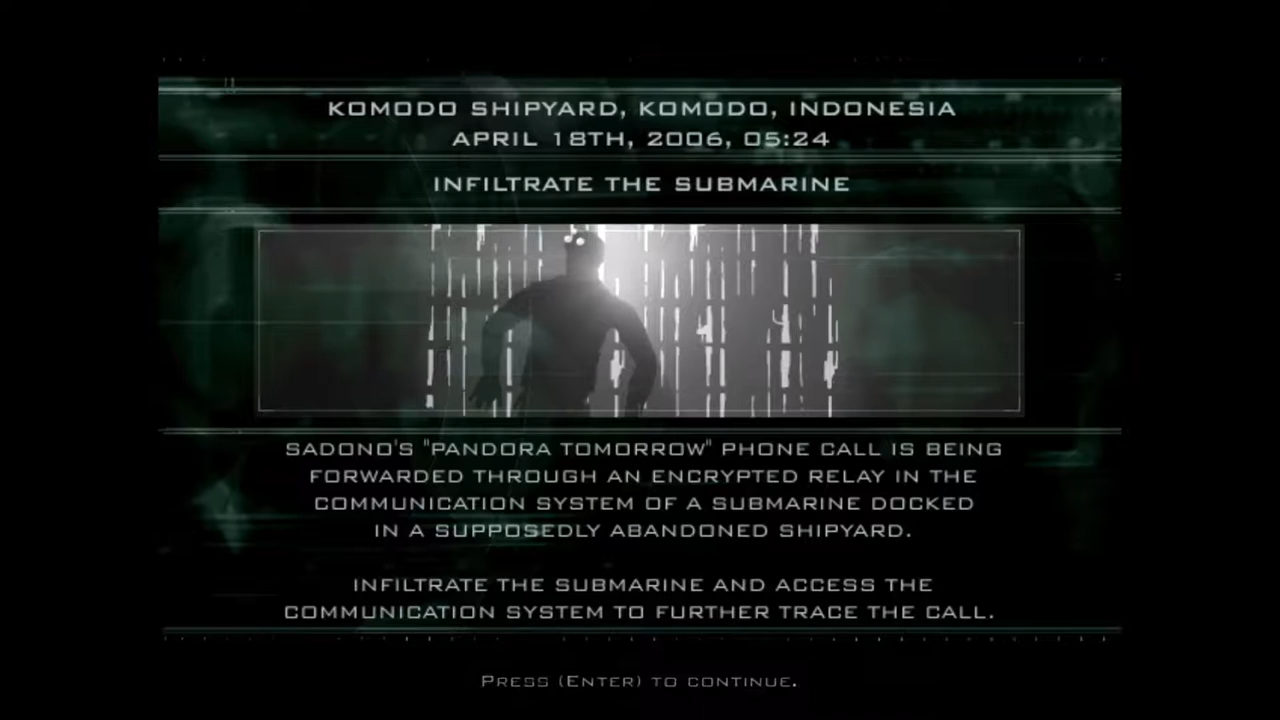 KOMODO SHIPYARD, KOMODO, INDONESIA
APRIL 18TH, 2006, 05:24
INFILTRATE THE SUBMARINE
SADONO'S "PANDORA TOMORROW" PHONE CALL IS BEING
FORWARDED THROUGH AN ENCRYPTED RELAY IN THE
COMMUNICATION SYSTEM OF A SUBMARINE DOCKED
IN A SUPPOSEDLY ABANDONED SHIPYARD.
INFILTRATE THE SUBMARINE AND ACCESS THE
COMMUNICATION SYSTEM TO FURTHER TRACE THE CALL.
PRESS (ENTER) TO CONTINUE.